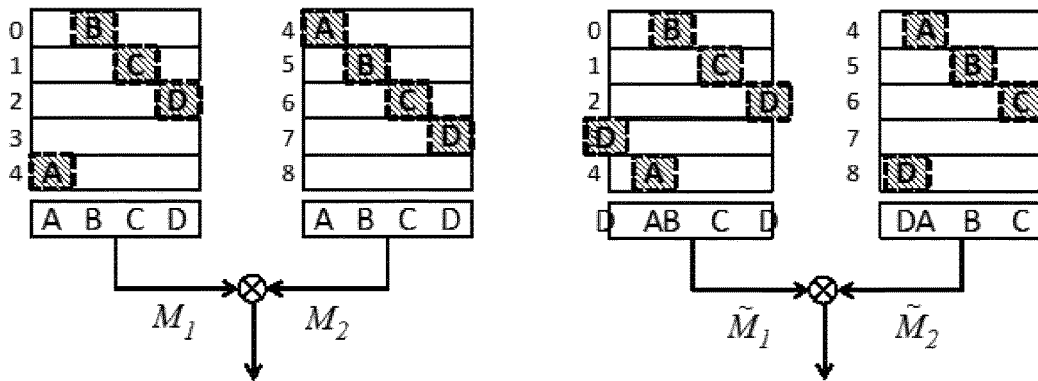 0 B 4 A 0 B 4 A
1 C 5 B 1 C 5 B
2 D 6 C 2 D 6 C
3 7 D D 7
4 A 8 4 A 8 D
A B C D A B C D D AB C D DA B C
M₁ M₂ M̃₁ M̃₂